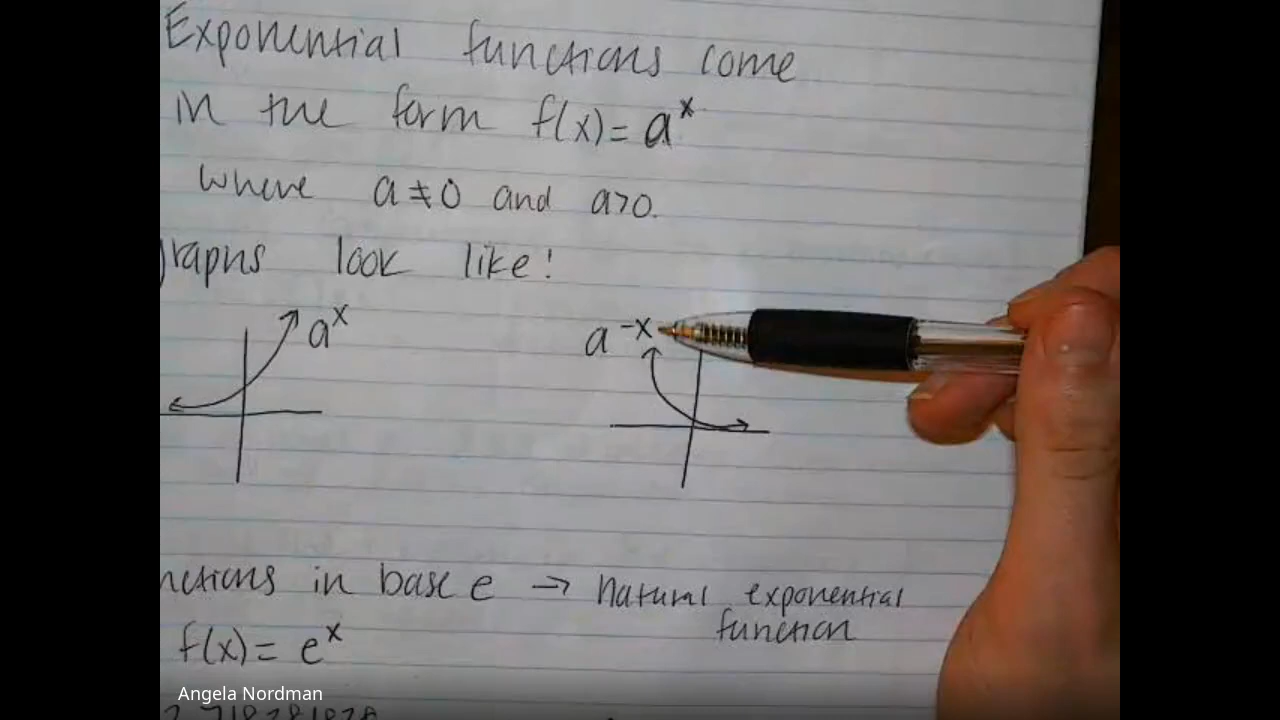 Exponential functions come
in the form f(x)= a^x
where a≠0 and a>0.
graphs look like!
a^x
a^-x
nctions in base e → natural exponential
function
f(x)= e^x
Angela Nordman